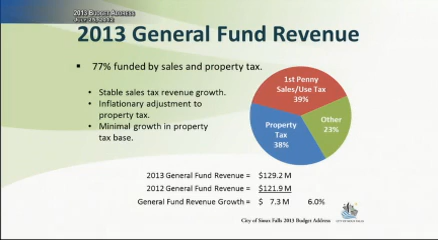 2013 BUDGET ADDRESS
2013 General Fund Revenue
▪ 77% funded by sales and property tax.
• Stable sales tax revenue growth.
• Inflationary adjustment to
property tax.
• Minimal growth in property
tax base.
1st Penny
Sales/Use Tax
39%
Other
23%
Property
Tax
38%
2013 General Fund Revenue = $129.2 M
2012 General Fund Revenue = $121.9 M
General Fund Revenue Growth = $ 7.3 M 6.0%
City of Sioux Falls 2013 Budget Address